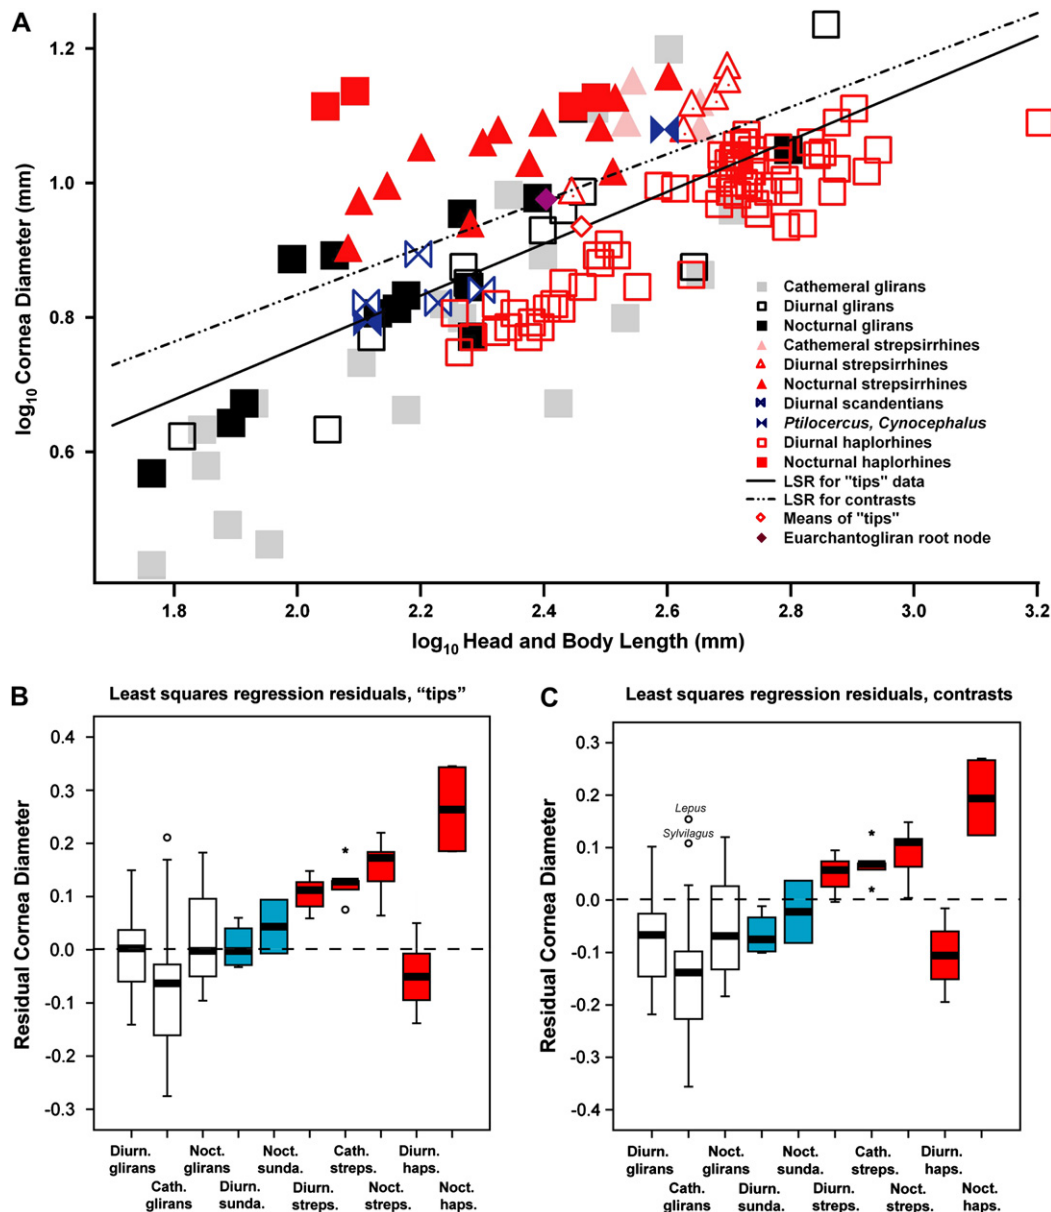 A
log10 Cornea Diameter (mm)
1.2
1.0
0.8
0.6
1.8
2.0
2.2
2.4
2.6
2.8
3.0
3.2
log10 Head and Body Length (mm)
Cathemeral glirans
Diurnal glirans
Nocturnal glirans
Cathemeral strepsirrhines
Diurnal strepsirrhines
Nocturnal strepsirrhines
Diurnal scandentians
Ptilocercus, Cynocephalus
Diurnal haplorhines
Nocturnal haplorhines
LSR for "tips" data
LSR for contrasts
Means of "tips"
Euarchantogliran root node
B
Least squares regression residuals, “tips”
Residual Cornea Diameter
0.4
0.3
0.2
0.1
0.0
-0.1
-0.2
-0.3
Diurn. glirans
Cath. glirans
Noct. glirans
Diurn. sunda.
Noct. sunda.
Diurn. streps.
Cath. streps.
Noct. streps.
Diurn. haps.
Noct. haps.
C
Least squares regression residuals, contrasts
Residual Cornea Diameter
0.3
0.2
0.1
0.0
-0.1
-0.2
-0.3
-0.4
Lepus
Sylvilagus
Diurn. glirans
Cath. glirans
Noct. glirans
Diurn. sunda.
Noct. sunda.
Diurn. streps.
Cath. streps.
Noct. streps.
Diurn. haps.
Noct. haps.